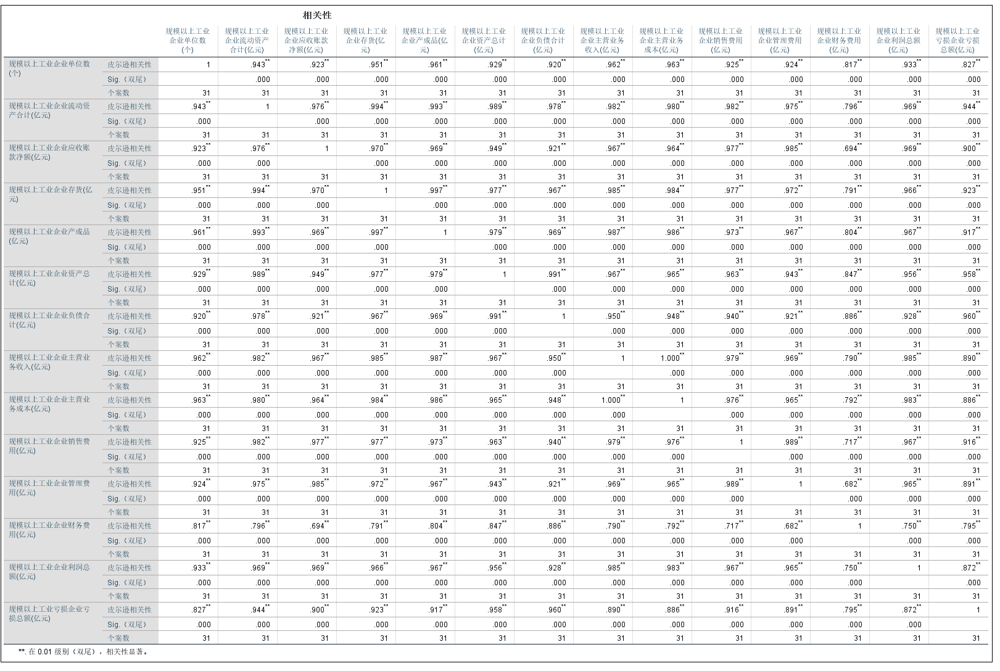 相关性
规模以上工业企业单位数(个) 规模以上工业企业流动资产合计(亿元) 规模以上工业企业应收账款净额(亿元) 规模以上工业企业存货(亿元) 规模以上工业企业产成品(亿元) 规模以上工业企业资产总计(亿元) 规模以上工业企业负债合计(亿元) 规模以上工业企业主营业务收入(亿元) 规模以上工业企业主营业务成本(亿元) 规模以上工业企业销售费用(亿元) 规模以上工业企业管理费用(亿元) 规模以上工业企业财务费用(亿元) 规模以上工业企业利润总额(亿元) 规模以上工业亏损企业亏损总额(亿元)
规模以上工业企业单位数(个) 皮尔逊相关性 1 .943** .923** .951** .961** .929** .920** .962** .963** .925** .924** .817** .933** .827**
Sig.（双尾） .000 .000 .000 .000 .000 .000 .000 .000 .000 .000 .000 .000 .000
个案数 31 31 31 31 31 31 31 31 31 31 31 31 31 31
规模以上工业企业流动资产合计(亿元) 皮尔逊相关性 .943** 1 .976** .994** .993** .989** .978** .982** .980** .982** .975** .796** .969** .944**
Sig.（双尾） .000 .000 .000 .000 .000 .000 .000 .000 .000 .000 .000 .000 .000
个案数 31 31 31 31 31 31 31 31 31 31 31 31 31 31
规模以上工业企业应收账款净额(亿元) 皮尔逊相关性 .923** .976** 1 .970** .969** .949** .921** .967** .964** .977** .985** .694** .969** .900**
Sig.（双尾） .000 .000 .000 .000 .000 .000 .000 .000 .000 .000 .000 .000 .000
个案数 31 31 31 31 31 31 31 31 31 31 31 31 31 31
规模以上工业企业存货(亿元) 皮尔逊相关性 .951** .994** .970** 1 .997** .977** .967** .985** .984** .977** .972** .791** .966** .923**
Sig.（双尾） .000 .000 .000 .000 .000 .000 .000 .000 .000 .000 .000 .000 .000
个案数 31 31 31 31 31 31 31 31 31 31 31 31 31 31
规模以上工业企业产成品(亿元) 皮尔逊相关性 .961** .993** .969** .997** 1 .979** .969** .987** .986** .973** .967** .804** .967** .917**
Sig.（双尾） .000 .000 .000 .000 .000 .000 .000 .000 .000 .000 .000 .000 .000
个案数 31 31 31 31 31 31 31 31 31 31 31 31 31 31
规模以上工业企业资产总计(亿元) 皮尔逊相关性 .929** .989** .949** .977** .979** 1 .991** .967** .965** .963** .943** .847** .956** .958**
Sig.（双尾） .000 .000 .000 .000 .000 .000 .000 .000 .000 .000 .000 .000 .000
个案数 31 31 31 31 31 31 31 31 31 31 31 31 31 31
规模以上工业企业负债合计(亿元) 皮尔逊相关性 .920** .978** .921** .967** .969** .991** 1 .950** .948** .940** .921** .886** .928** .960**
Sig.（双尾） .000 .000 .000 .000 .000 .000 .000 .000 .000 .000 .000 .000 .000
个案数 31 31 31 31 31 31 31 31 31 31 31 31 31 31
规模以上工业企业主营业务收入(亿元) 皮尔逊相关性 .962** .982** .967** .985** .987** .967** .950** 1 1.000** .979** .969** .790** .985** .890**
Sig.（双尾） .000 .000 .000 .000 .000 .000 .000 .000 .000 .000 .000 .000 .000
个案数 31 31 31 31 31 31 31 31 31 31 31 31 31 31
规模以上工业企业主营业务成本(亿元) 皮尔逊相关性 .963** .980** .964** .984** .986** .965** .948** 1.000** 1 .976** .965** .792** .983** .886**
Sig.（双尾） .000 .000 .000 .000 .000 .000 .000 .000 .000 .000 .000 .000 .000
个案数 31 31 31 31 31 31 31 31 31 31 31 31 31 31
规模以上工业企业销售费用(亿元) 皮尔逊相关性 .925** .982** .977** .977** .973** .963** .940** .979** .976** 1 .989** .717** .967** .916**
Sig.（双尾） .000 .000 .000 .000 .000 .000 .000 .000 .000 .000 .000 .000 .000
个案数 31 31 31 31 31 31 31 31 31 31 31 31 31 31
规模以上工业企业管理费用(亿元) 皮尔逊相关性 .924** .975** .985** .972** .967** .943** .921** .969** .965** .989** 1 .682** .965** .891**
Sig.（双尾） .000 .000 .000 .000 .000 .000 .000 .000 .000 .000 .000 .000 .000
个案数 31 31 31 31 31 31 31 31 31 31 31 31 31 31
规模以上工业企业财务费用(亿元) 皮尔逊相关性 .817** .796** .694** .791** .804** .847** .886** .790** .792** .717** .682** 1 .750** .795**
Sig.（双尾） .000 .000 .000 .000 .000 .000 .000 .000 .000 .000 .000 .000 .000
个案数 31 31 31 31 31 31 31 31 31 31 31 31 31 31
规模以上工业企业利润总额(亿元) 皮尔逊相关性 .933** .969** .969** .966** .967** .956** .928** .985** .983** .967** .965** .750** 1 .872**
Sig.（双尾） .000 .000 .000 .000 .000 .000 .000 .000 .000 .000 .000 .000 .000
个案数 31 31 31 31 31 31 31 31 31 31 31 31 31 31
规模以上工业亏损企业亏损总额(亿元) 皮尔逊相关性 .827** .944** .900** .923** .917** .958** .960** .890** .886** .916** .891** .795** .872** 1
Sig.（双尾） .000 .000 .000 .000 .000 .000 .000 .000 .000 .000 .000 .000 .000
个案数 31 31 31 31 31 31 31 31 31 31 31 31 31 31
**. 在 0.01 级别（双尾），相关性显著。